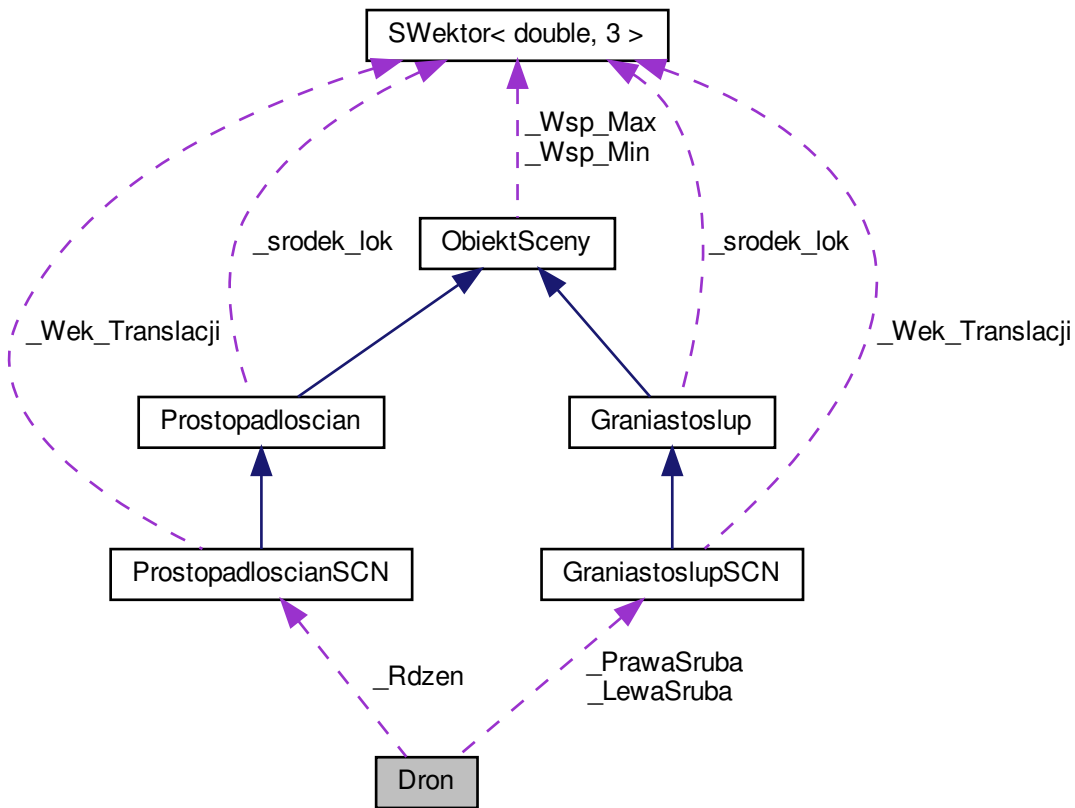 SWektor< double, 3 >
_Wsp_Max
_Wsp_Min
ObiektSceny
_srodek_lok
_srodek_lok
_Wek_Translacji
_Wek_Translacji
Prostopadloscian
Graniastoslup
ProstopadloscianSCN
GraniastoslupSCN
_Rdzen
_PrawaSruba
_LewaSruba
Dron